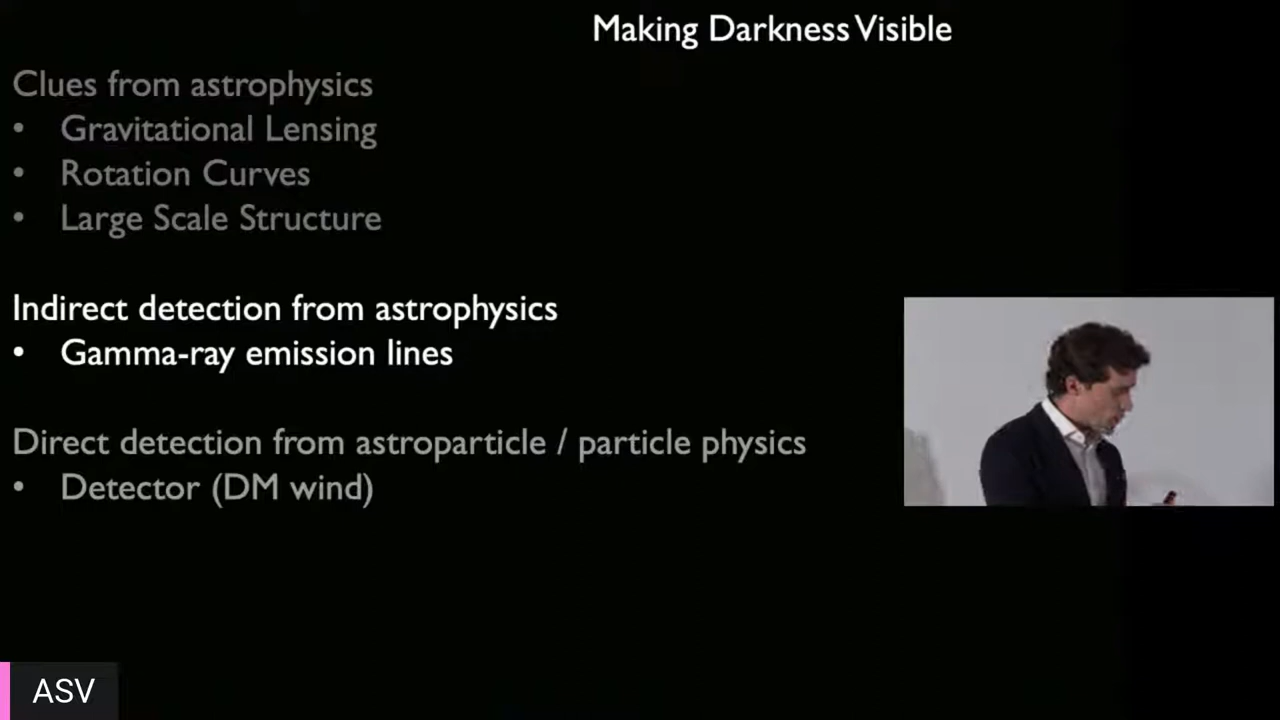 Making Darkness Visible
Clues from astrophysics
• Gravitational Lensing
• Rotation Curves
• Large Scale Structure
Indirect detection from astrophysics
• Gamma-ray emission lines
Direct detection from astroparticle / particle physics
• Detector (DM wind)
ASV